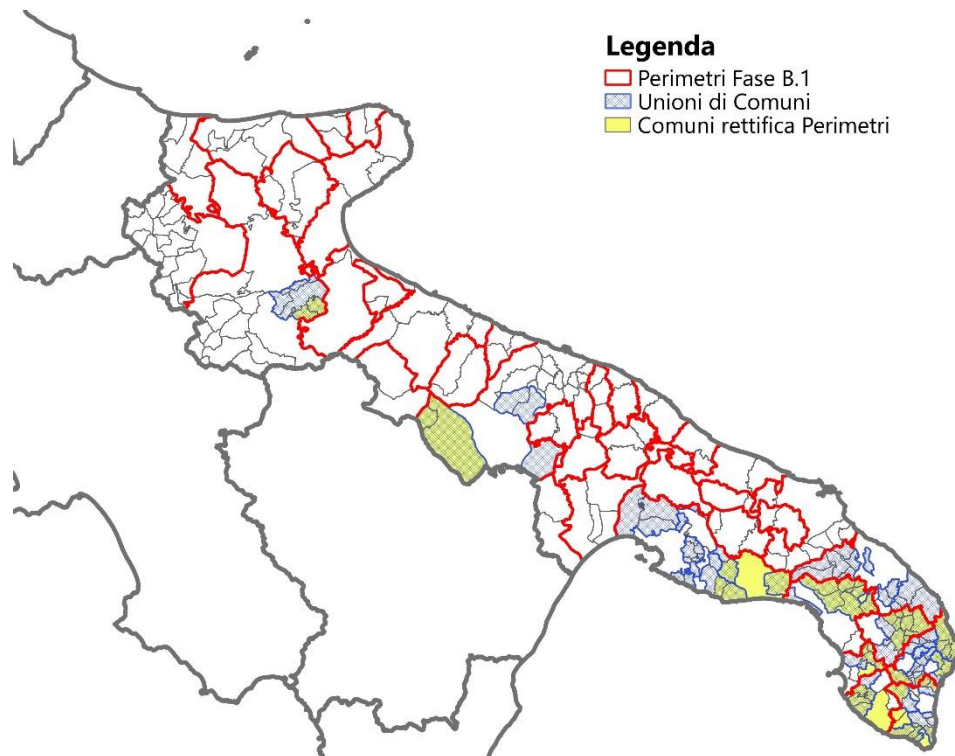 Legenda
Perimetri Fase B.1
Unioni di Comuni
Comuni rettifica Perimetri